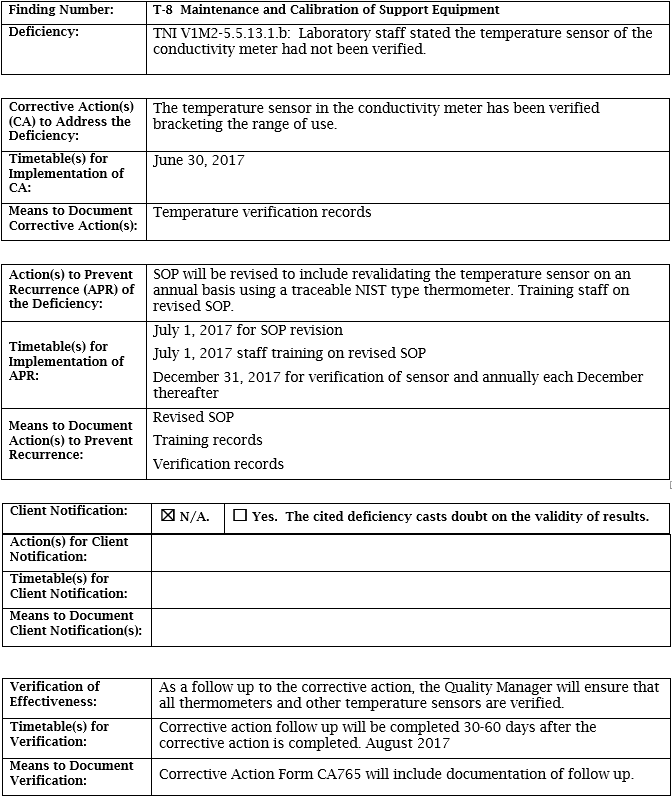 Finding Number: T-8 Maintenance and Calibration of Support Equipment
Deficiency: TNI V1M2-5.5.13.1.b: Laboratory staff stated the temperature sensor of the
conductivity meter had not been verified.
Corrective Action(s)
(CA) to Address the
Deficiency:
The temperature sensor in the conductivity meter has been verified
bracketing the range of use.
Timetable(s) for
Implementation of
CA:
June 30, 2017
Means to Document
Corrective Action(s):
Temperature verification records
Action(s) to Prevent
Recurrence (APR) of
the Deficiency:
SOP will be revised to include revalidating the temperature sensor on an
annual basis using a traceable NIST type thermometer. Training staff on
revised SOP.
Timetable(s) for
Implementation of
APR:
July 1, 2017 for SOP revision
July 1, 2017 staff training on revised SOP
December 31, 2017 for verification of sensor and annually each December
thereafter
Means to Document
Action(s) to Prevent
Recurrence:
Revised SOP
Training records
Verification records
Client Notification: ☒ N/A. ☐ Yes. The cited deficiency casts doubt on the validity of results.
Action(s) for Client
Notification:
Timetable(s) for
Client Notification:
Means to Document
Client Notification(s):
Verification of
Effectiveness:
As a follow up to the corrective action, the Quality Manager will ensure that
all thermometers and other temperature sensors are verified.
Timetable(s) for
Verification:
Corrective action follow up will be completed 30-60 days after the
corrective action is completed. August 2017
Means to Document
Verification:
Corrective Action Form CA765 will include documentation of follow up.